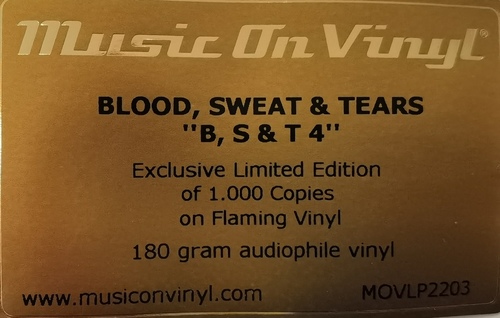 Music On Vinyl®
BLOOD, SWEAT & TEARS
"B, S & T 4"
Exclusive Limited Edition
of 1.000 Copies
on Flaming Vinyl
180 gram audiophile vinyl
www.musiconvinyl.com MOVLP2203